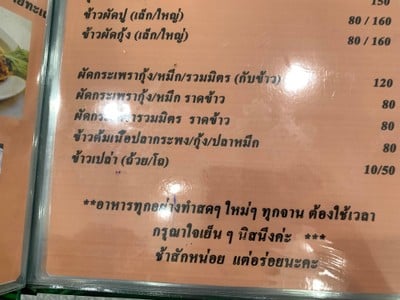 150
ข้าวผัดปู (เล็ก/ใหญ่) 80 / 160
ข้าวผัดกุ้ง (เล็ก/ใหญ่) 80 / 160
ผัดกระเพรากุ้ง/หมึก/รวมมิตร (กับข้าว) 120
ผัดกระเพรากุ้ง/หมึก ราดข้าว 80
ผัดกระเพรารวมมิตร ราดข้าว 80
ข้าวต้มเนื้อปลากระพง/กุ้ง/ปลาหมึก 80
ข้าวเปล่า (ถ้วย/โถ) 10/50
**อาหารทุกอย่างทำสดๆ ใหม่ๆ ทุกจาน ต้องใช้เวลา
กรุณาใจเย็น ๆ นิสนึงค่ะ ***
ช้าสักหน่อย แต่อร่อยนะคะ